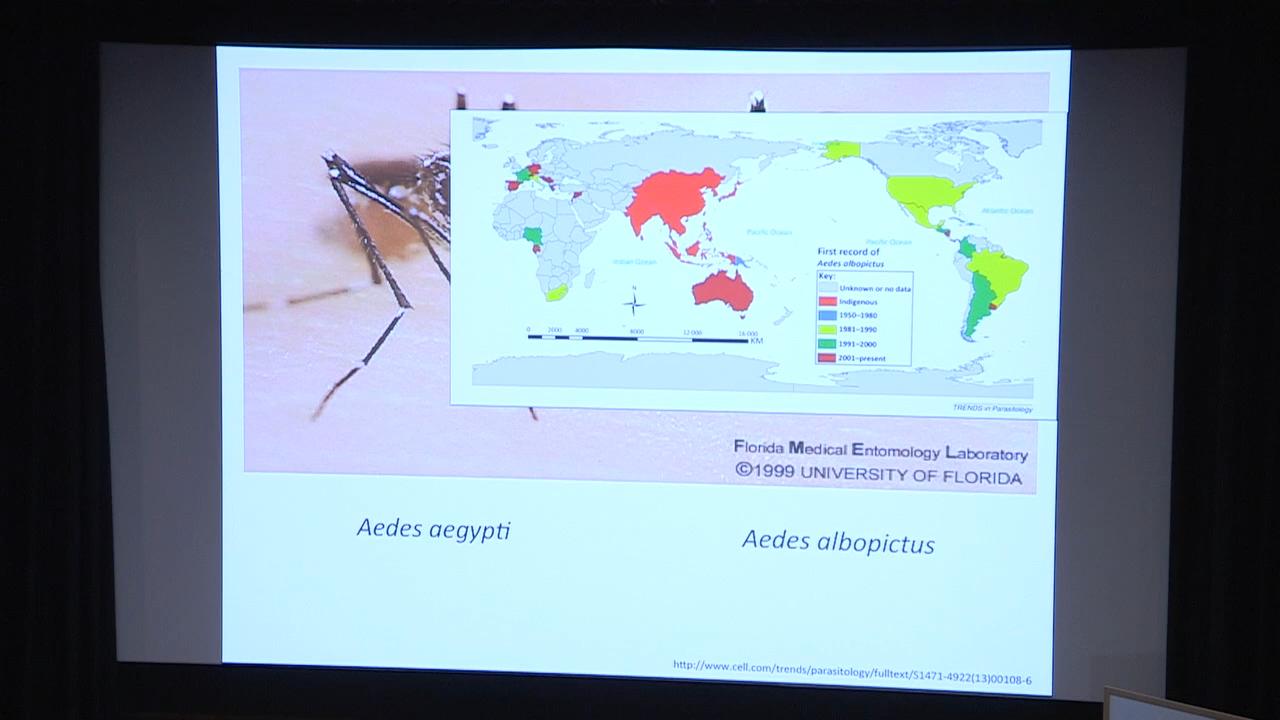 Atlantic Ocean
Pacific Ocean
Pacific Ocean
Indian Ocean
First record of
Aedes albopictus
Key:
Unknown or no data
Indigenous
1950–1980
1981–1990
1991–2000
2001–present
N
0 2000 4000 8000 12 000 16 000
KM
TRENDS in Parasitology
Florida Medical Entomology Laboratory
©1999 UNIVERSITY OF FLORIDA
Aedes aegypti
Aedes albopictus
http://www.cell.com/trends/parasitology/fulltext/S1471-4922(13)00108-6